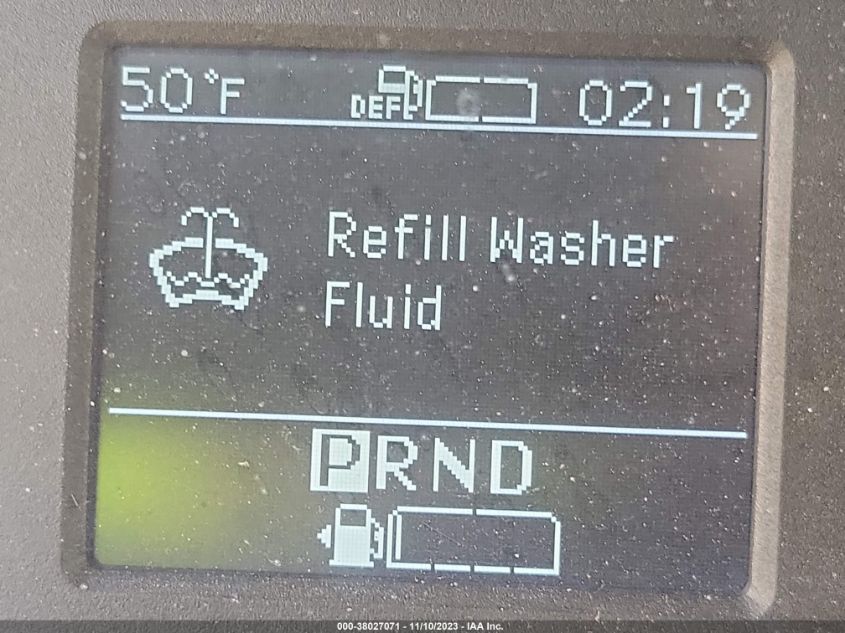 50°F DEF 02:19
Refill Washer
Fluid
PRND
000-38027071 - 11/10/2023 - IAA Inc.